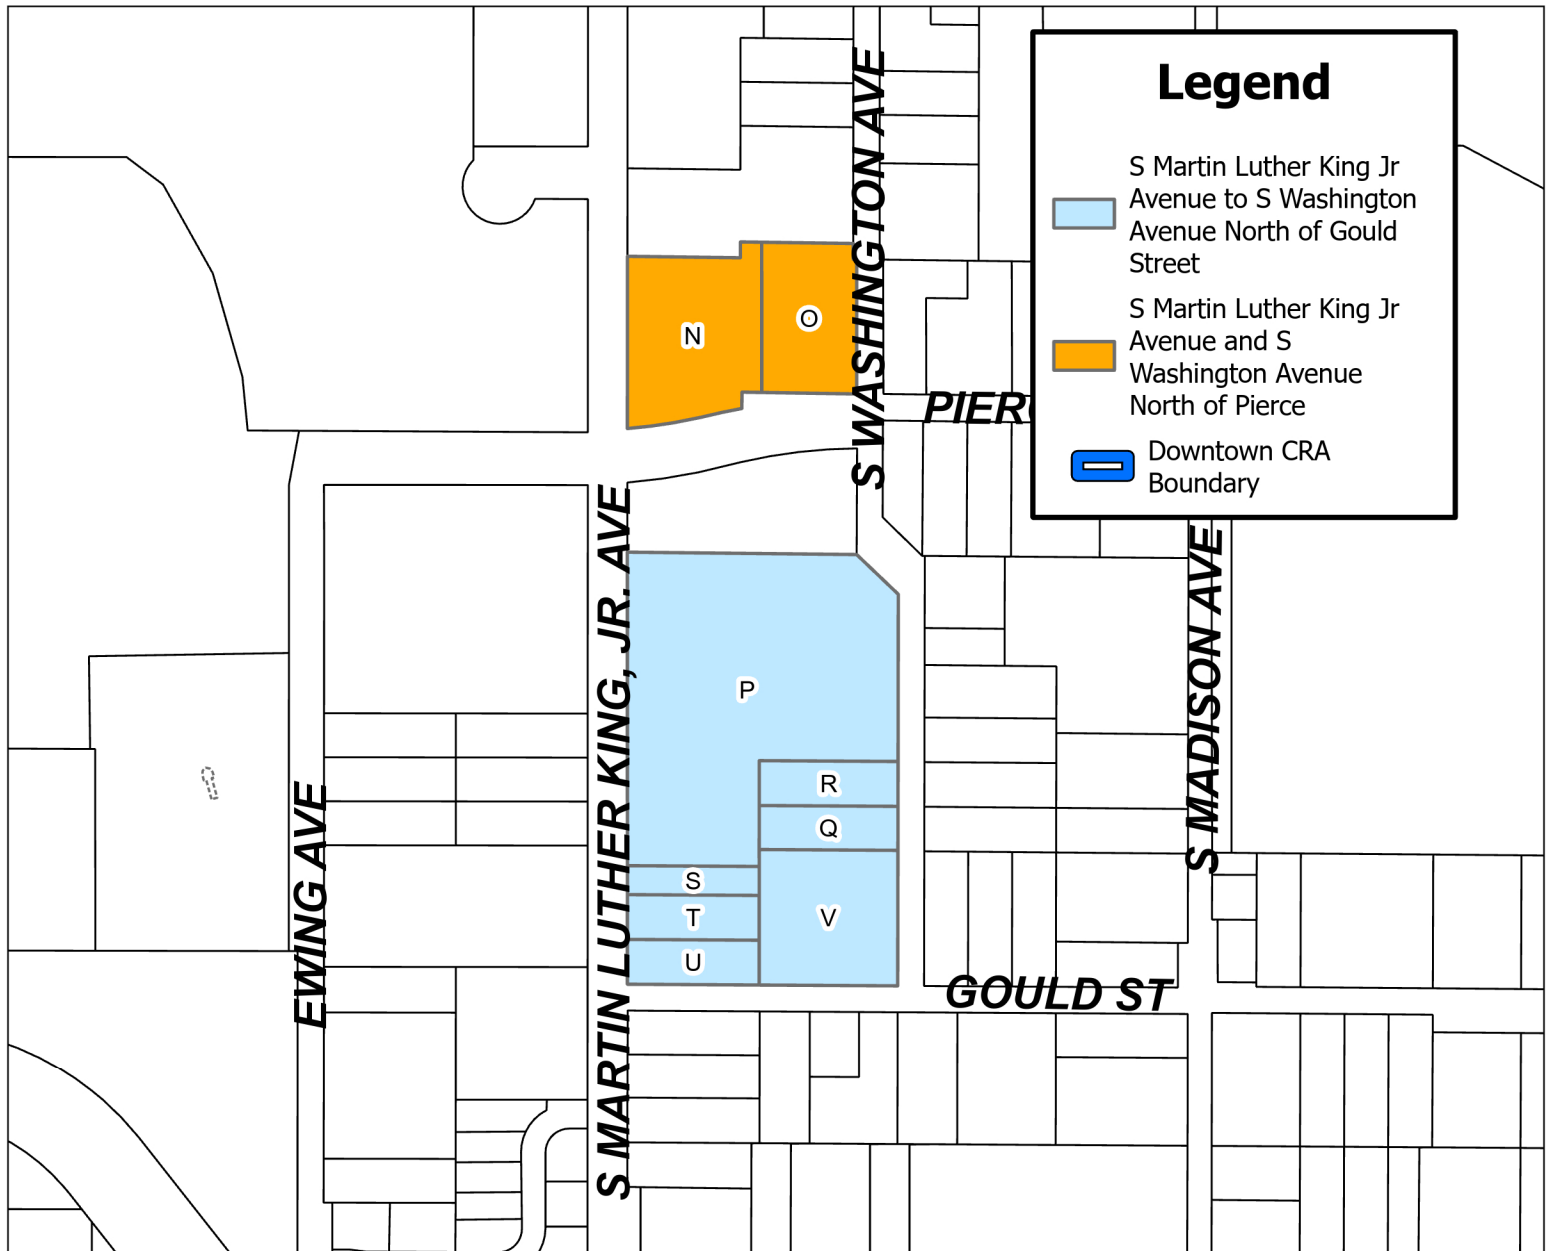 Legend
S Martin Luther King Jr
Avenue to S Washington
Avenue North of Gould
Street
S Martin Luther King Jr
Avenue and S
Washington Avenue
North of Pierce
Downtown CRA
Boundary
S WASHINGTON AVE
N
O
S MARTIN LUTHER KING, JR. AVE
S MADISON AVE
P
R
Q
EWING AVE
S
T
V
U
GOULD ST